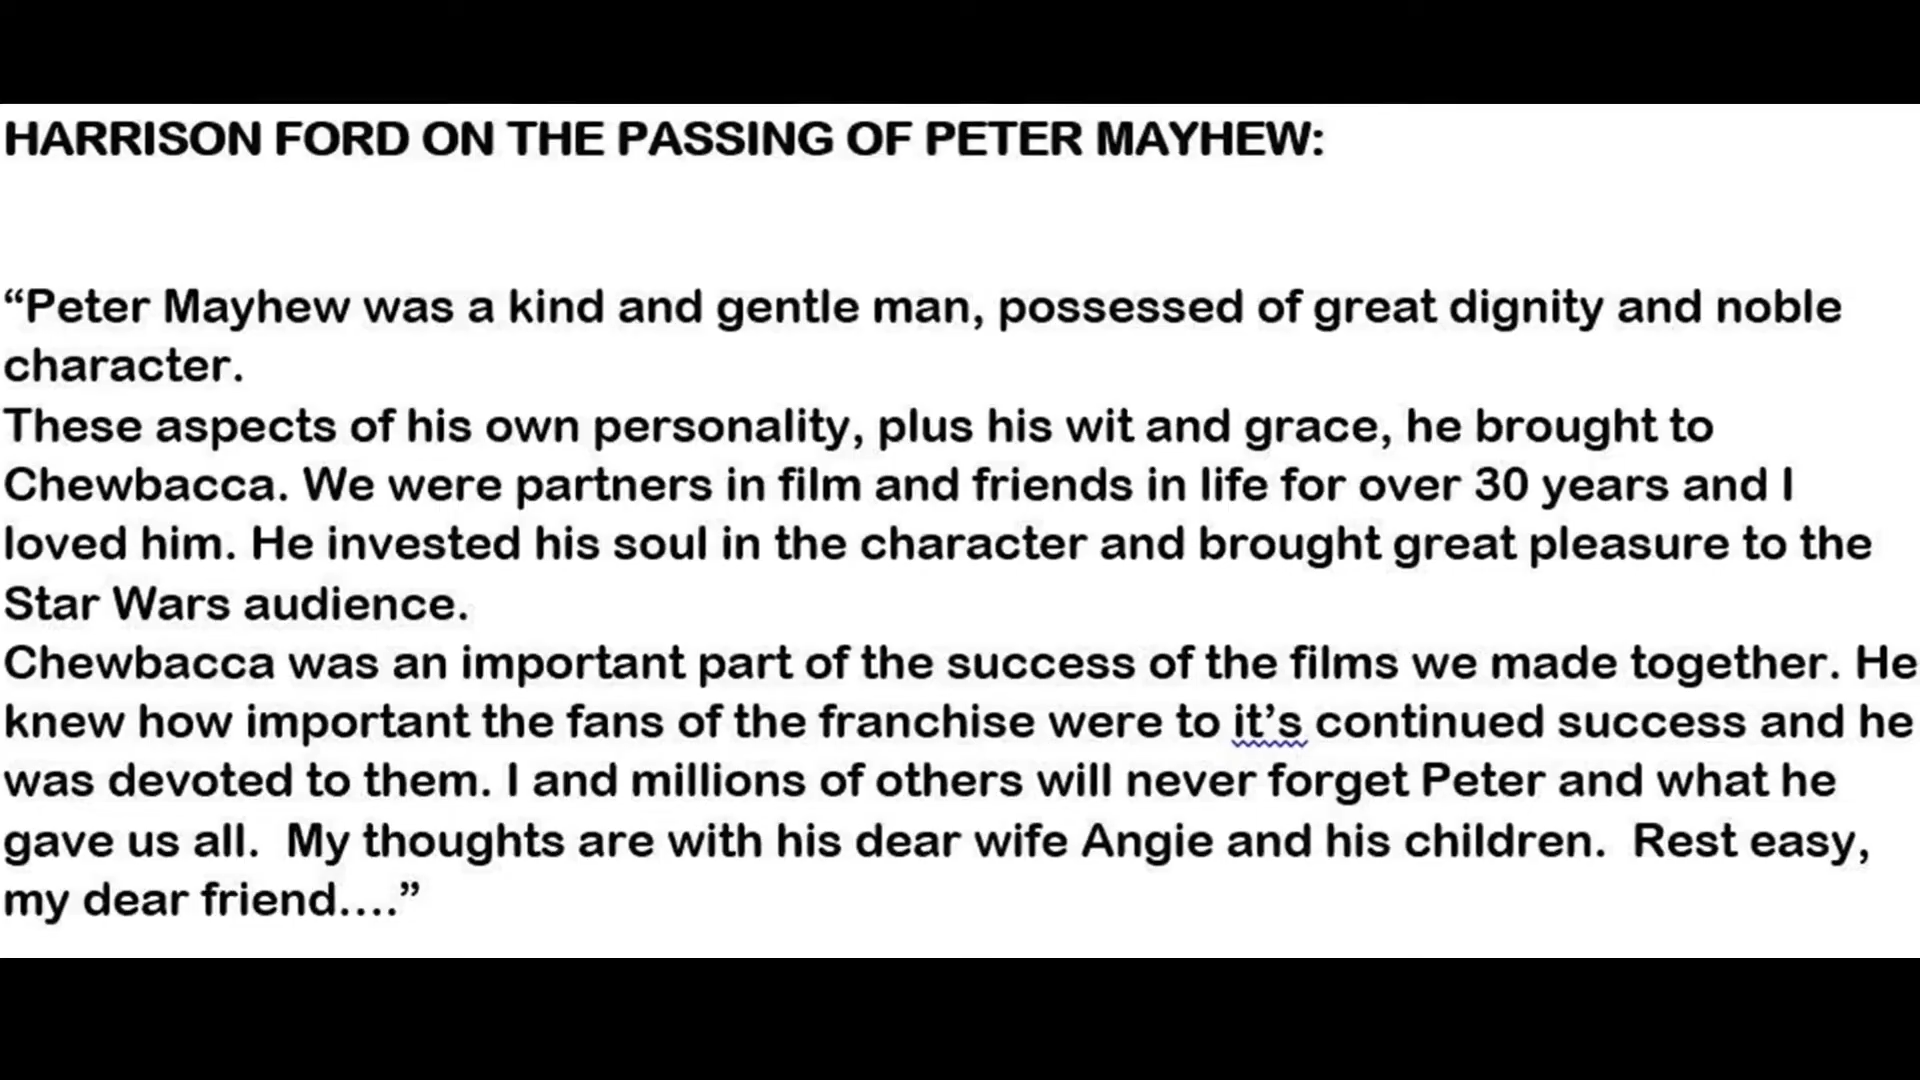 HARRISON FORD ON THE PASSING OF PETER MAYHEW:
“Peter Mayhew was a kind and gentle man, possessed of great dignity and noble
character.
These aspects of his own personality, plus his wit and grace, he brought to
Chewbacca. We were partners in film and friends in life for over 30 years and I
loved him. He invested his soul in the character and brought great pleasure to the
Star Wars audience.
Chewbacca was an important part of the success of the films we made together. He
knew how important the fans of the franchise were to it’s continued success and he
was devoted to them. I and millions of others will never forget Peter and what he
gave us all.  My thoughts are with his dear wife Angie and his children.  Rest easy,
my dear friend….”